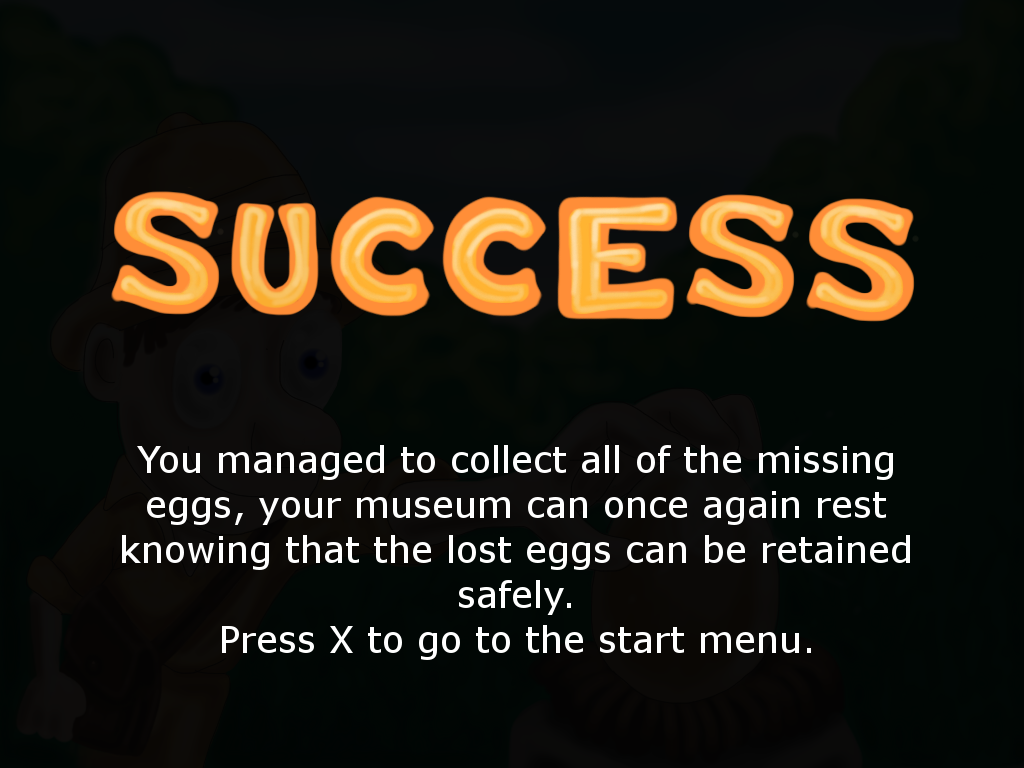 SUCCESS
You managed to collect all of the missing
eggs, your museum can once again rest
knowing that the lost eggs can be retained
safely.
Press X to go to the start menu.